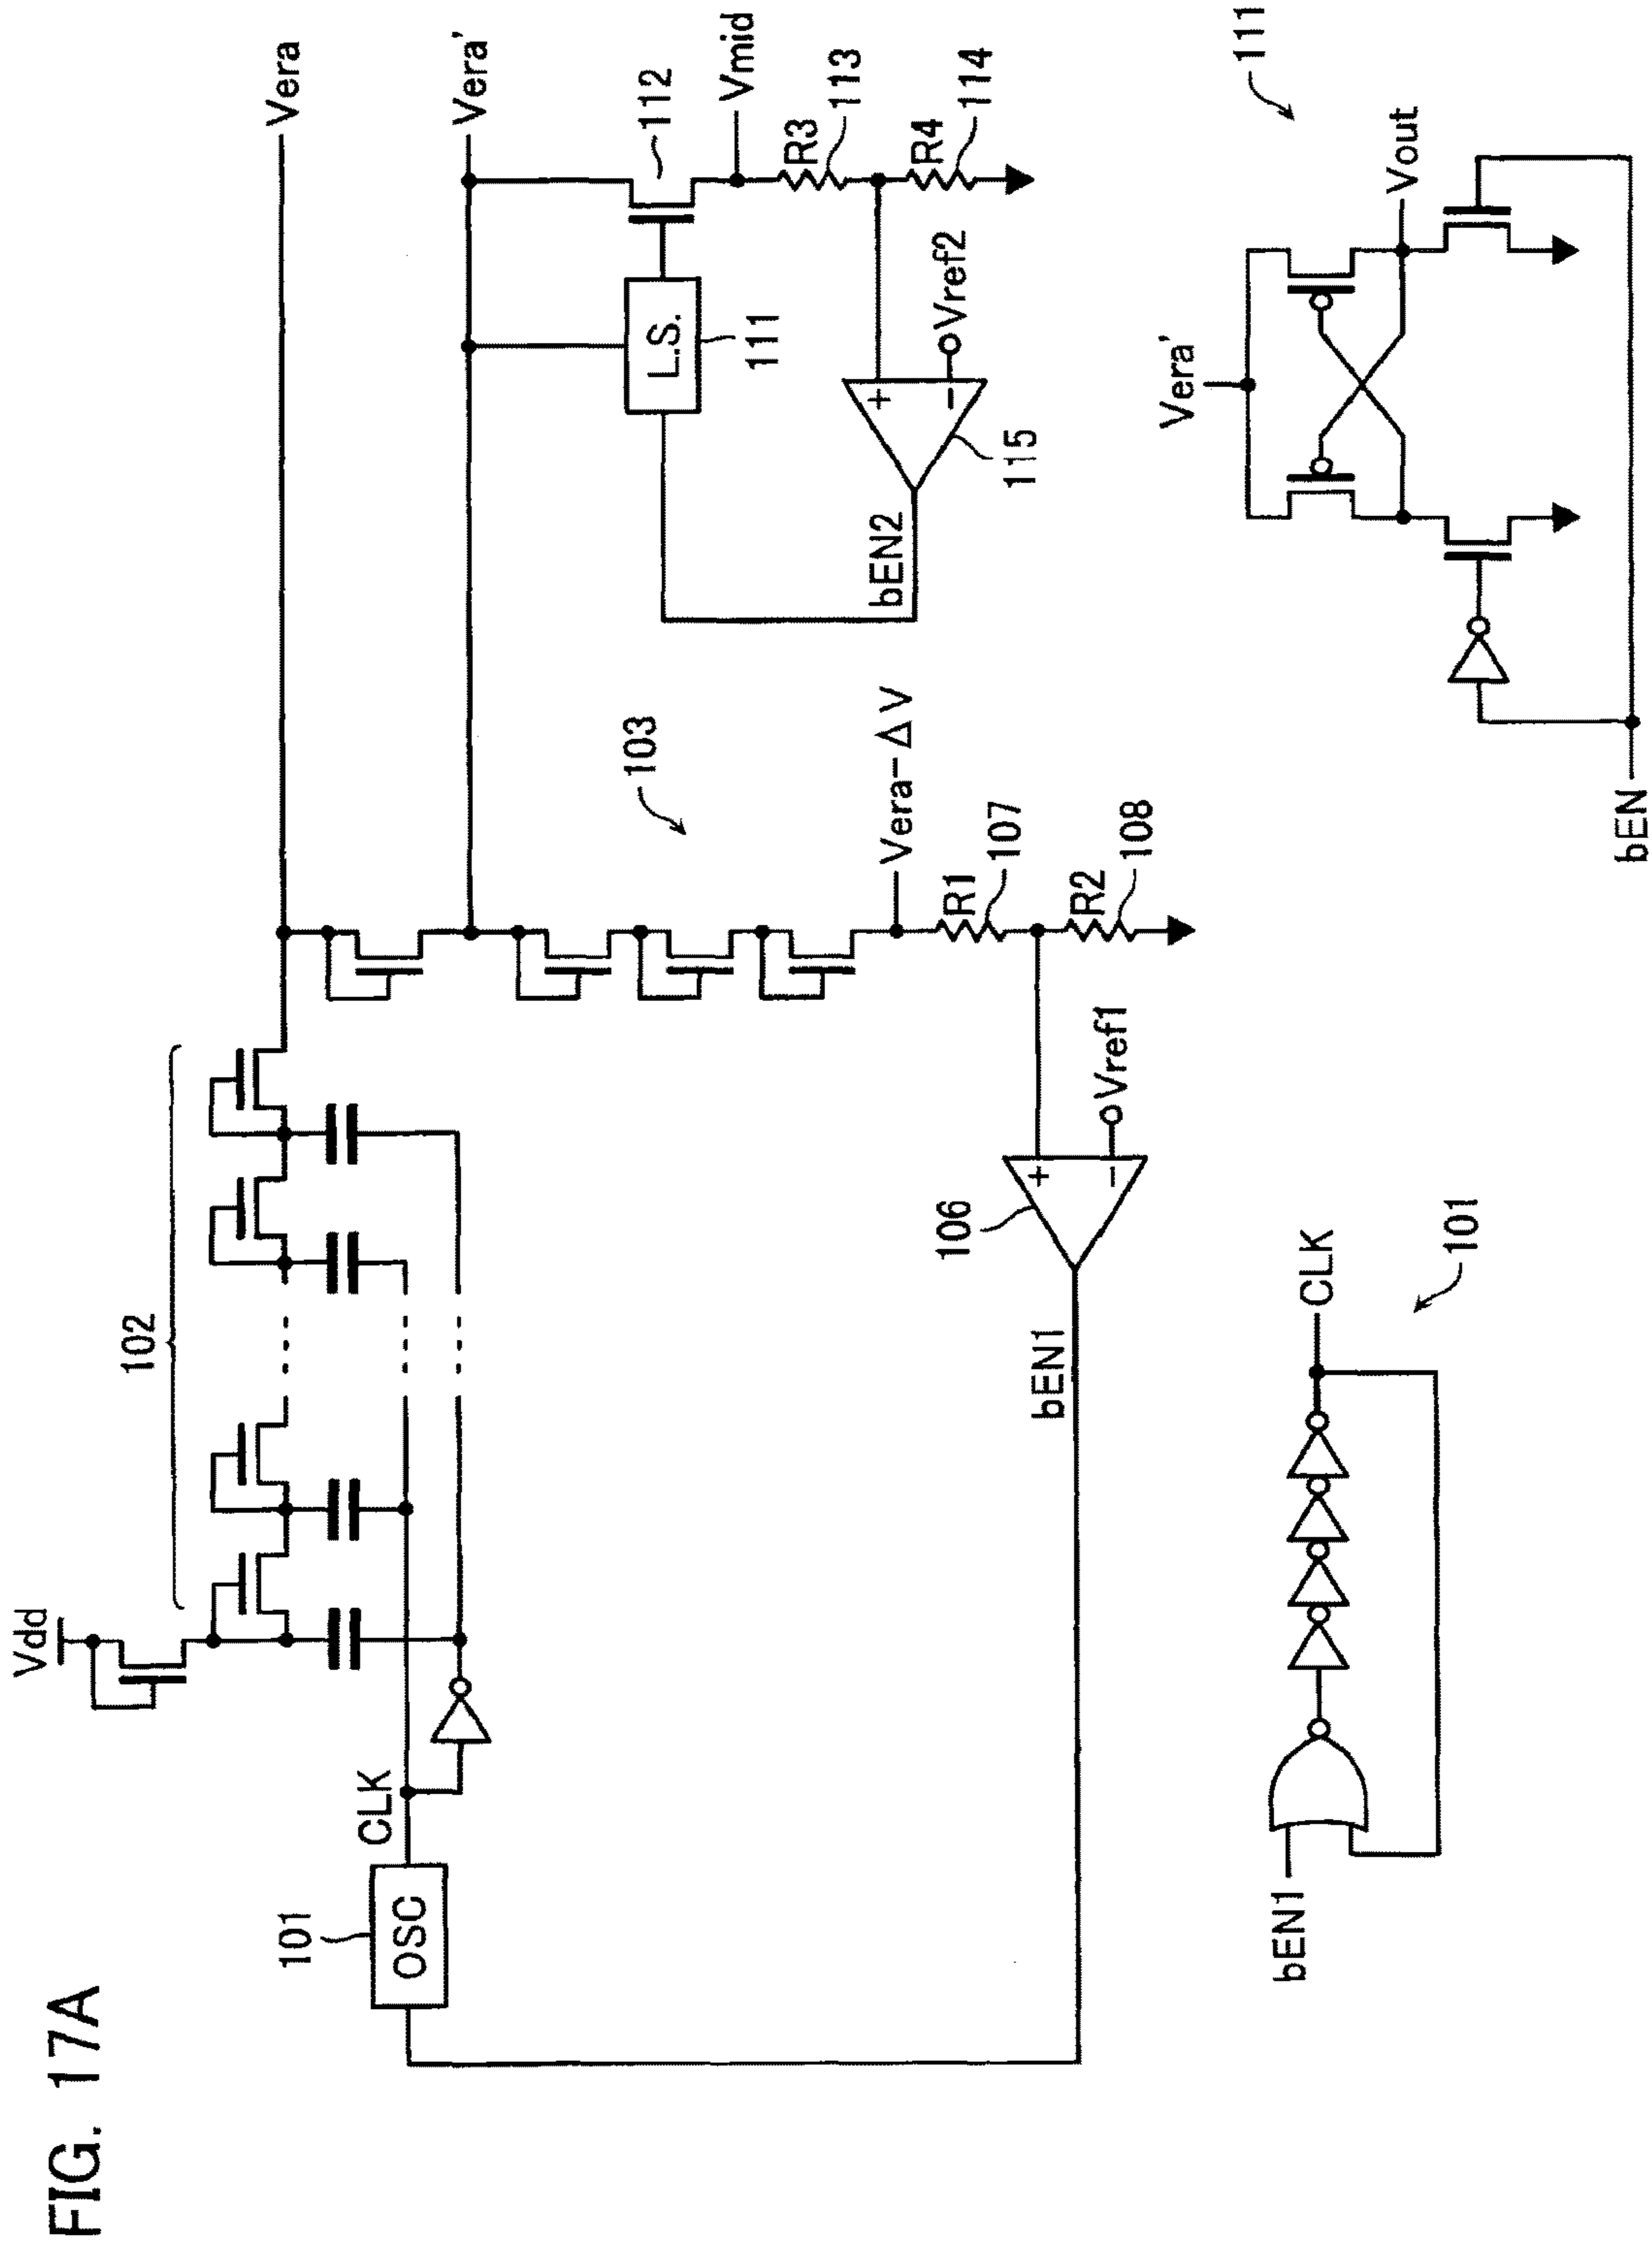 FIG. 17A
Vdd
102
Vera
Vera'
101
OSC
CLK
103
L.S.
111
112
Vmid
R3
113
R4
114
Vref2
+
−
115
bEN2
Vera-ΔV
R1
107
R2
108
Vref1
+
−
106
bEN1
bEN1
CLK
101
Vera'
Vout
111
bEN